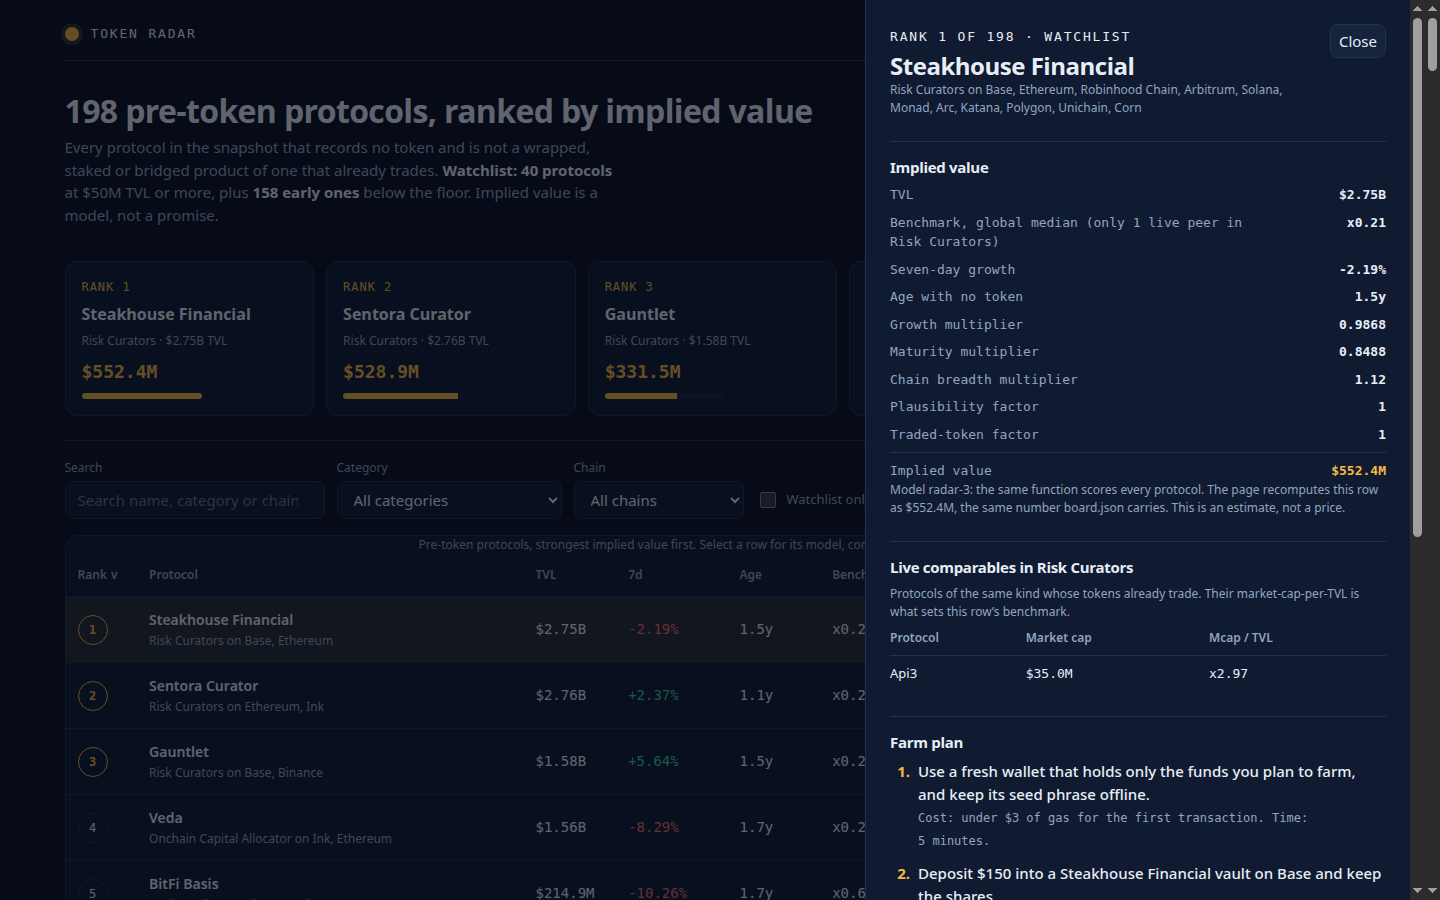 TOKEN RADAR
198 pre-token protocols, ranked by implied value
Every protocol in the snapshot that records no token and is not a wrapped,
staked or bridged product of one that already trades. Watchlist: 40 protocols
at $50M TVL or more, plus 158 early ones below the floor. Implied value is a
model, not a promise.
RANK 1
Steakhouse Financial
Risk Curators · $2.75B TVL
$552.4M
RANK 2
Sentora Curator
Risk Curators · $2.76B TVL
$528.9M
RANK 3
Gauntlet
Risk Curators · $1.58B TVL
$331.5M
Search
Category
Chain
Search name, category or chain
All categories
All chains
Watchlist onl
Pre-token protocols, strongest implied value first. Select a row for its model, cor
Rank v Protocol TVL 7d Age Bench
1 Steakhouse Financial $2.75B -2.19% 1.5y x0.2
Risk Curators on Base, Ethereum
2 Sentora Curator $2.76B +2.37% 1.1y x0.2
Risk Curators on Ethereum, Ink
3 Gauntlet $1.58B +5.64% 1.5y x0.2
Risk Curators on Base, Binance
4 Veda $1.56B -8.29% 1.7y x0.2
Onchain Capital Allocator on Ink, Ethereum
5 BitFi Basis $214.9M -10.26% 1.7y x0.6
RANK 1 OF 198 · WATCHLIST
Close
Steakhouse Financial
Risk Curators on Base, Ethereum, Robinhood Chain, Arbitrum, Solana,
Monad, Arc, Katana, Polygon, Unichain, Corn
Implied value
TVL $2.75B
Benchmark, global median (only 1 live peer in x0.21
Risk Curators)
Seven-day growth -2.19%
Age with no token 1.5y
Growth multiplier 0.9868
Maturity multiplier 0.8488
Chain breadth multiplier 1.12
Plausibility factor 1
Traded-token factor 1
Implied value $552.4M
Model radar-3: the same function scores every protocol. The page recomputes this row
as $552.4M, the same number board.json carries. This is an estimate, not a price.
Live comparables in Risk Curators
Protocols of the same kind whose tokens already trade. Their market-cap-per-TVL is
what sets this row's benchmark.
Protocol Market cap Mcap / TVL
Api3 $35.0M x2.97
Farm plan
1. Use a fresh wallet that holds only the funds you plan to farm,
and keep its seed phrase offline.
Cost: under $3 of gas for the first transaction. Time:
5 minutes.
2. Deposit $150 into a Steakhouse Financial vault on Base and keep
the shares